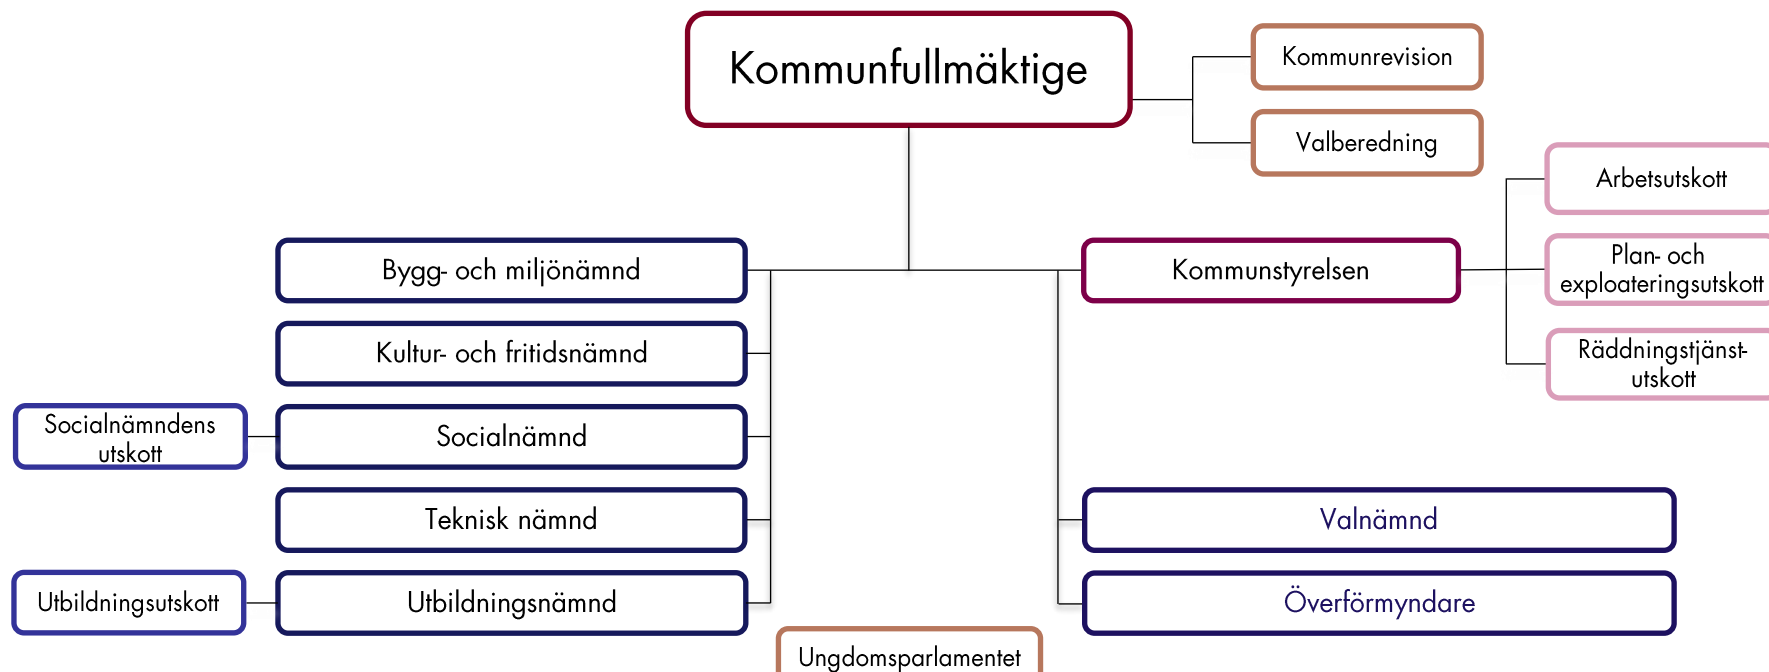 Kommunfullmäktige
Kommunrevision
Valberedning
Arbetsutskott
Plan- och
exploateringsutskott
Räddningstjänst-
utskott
Kommunstyrelsen
Bygg- och miljönämnd
Kultur- och fritidsnämnd
Socialnämndens
utskott
Socialnämnd
Teknisk nämnd
Valnämnd
Utbildningsutskott
Utbildningsnämnd
Överförmyndare
Ungdomsparlamentet